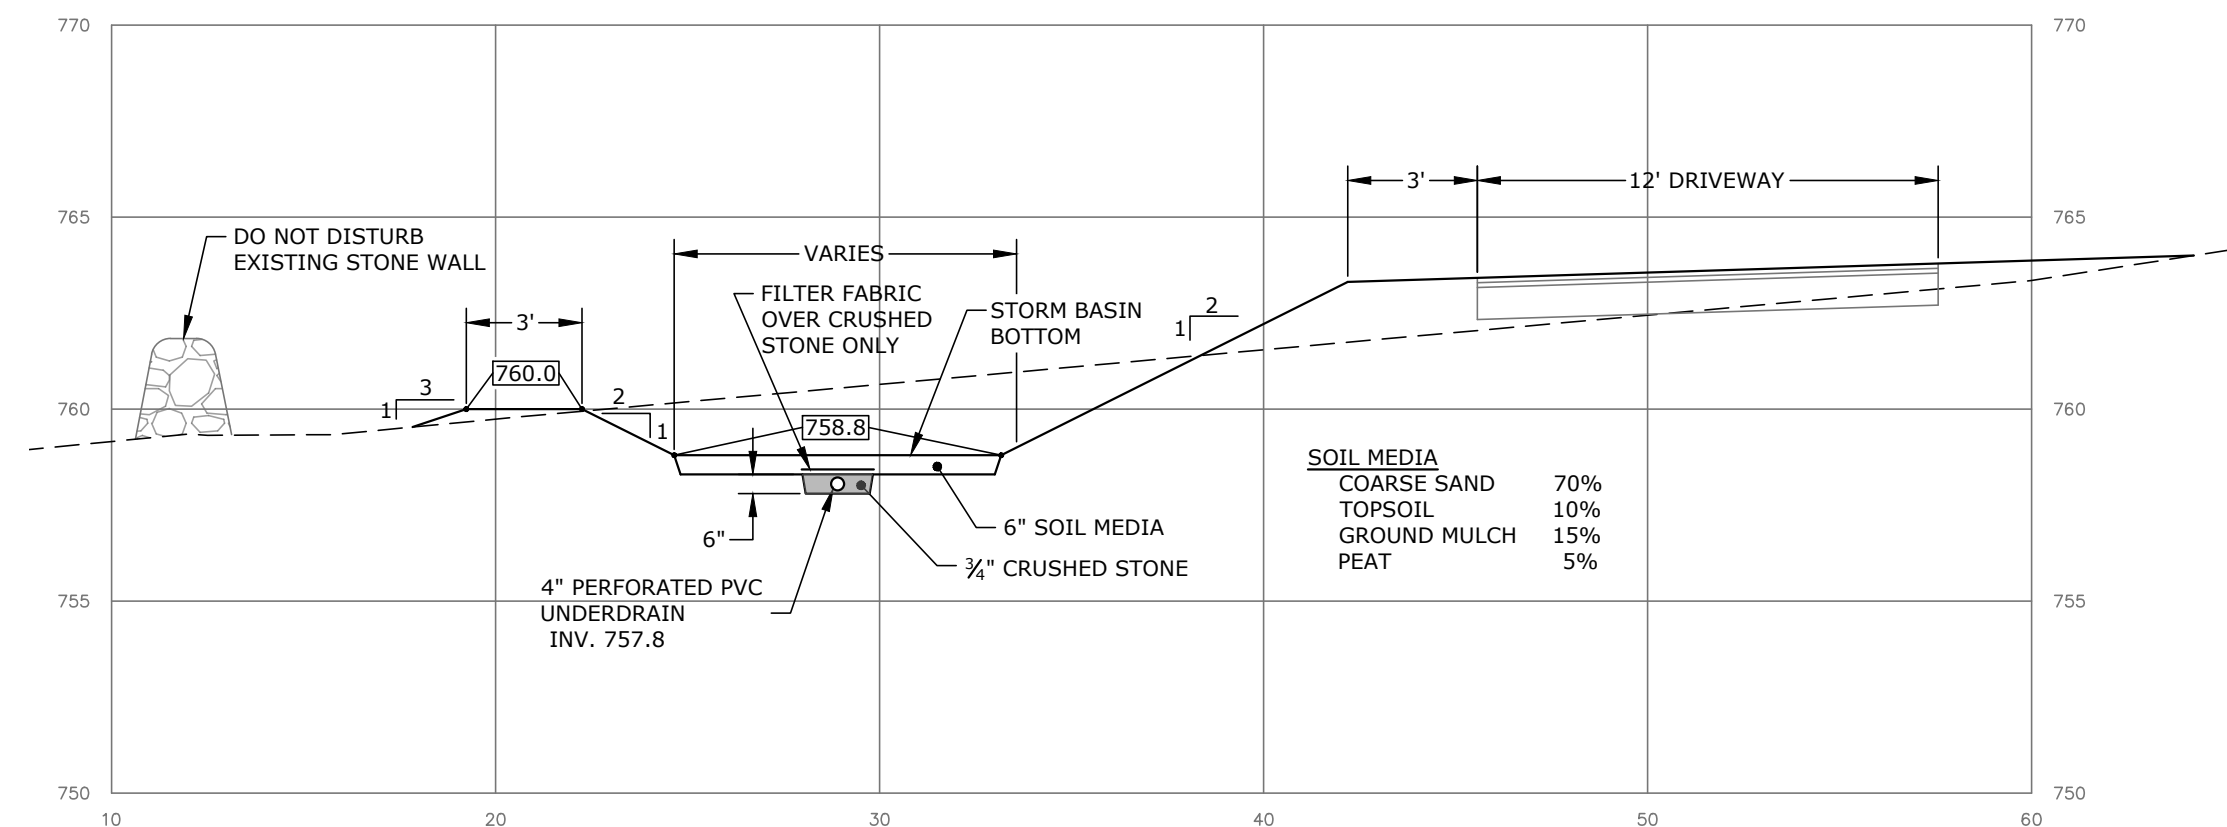 770
770
3'
12' DRIVEWAY
765
765
DO NOT DISTURB
EXISTING STONE WALL
VARIES
FILTER FABRIC
OVER CRUSHED
STONE ONLY
STORM BASIN
BOTTOM
2
1
3'
760.0
3
1
2
1
760
760
758.8
SOIL MEDIA
COARSE SAND 70%
TOPSOIL 10%
GROUND MULCH 15%
PEAT 5%
6" SOIL MEDIA
6"
¾" CRUSHED STONE
4" PERFORATED PVC
UNDERDRAIN
INV. 757.8
755
755
750
750
10 20 30 40 50 60